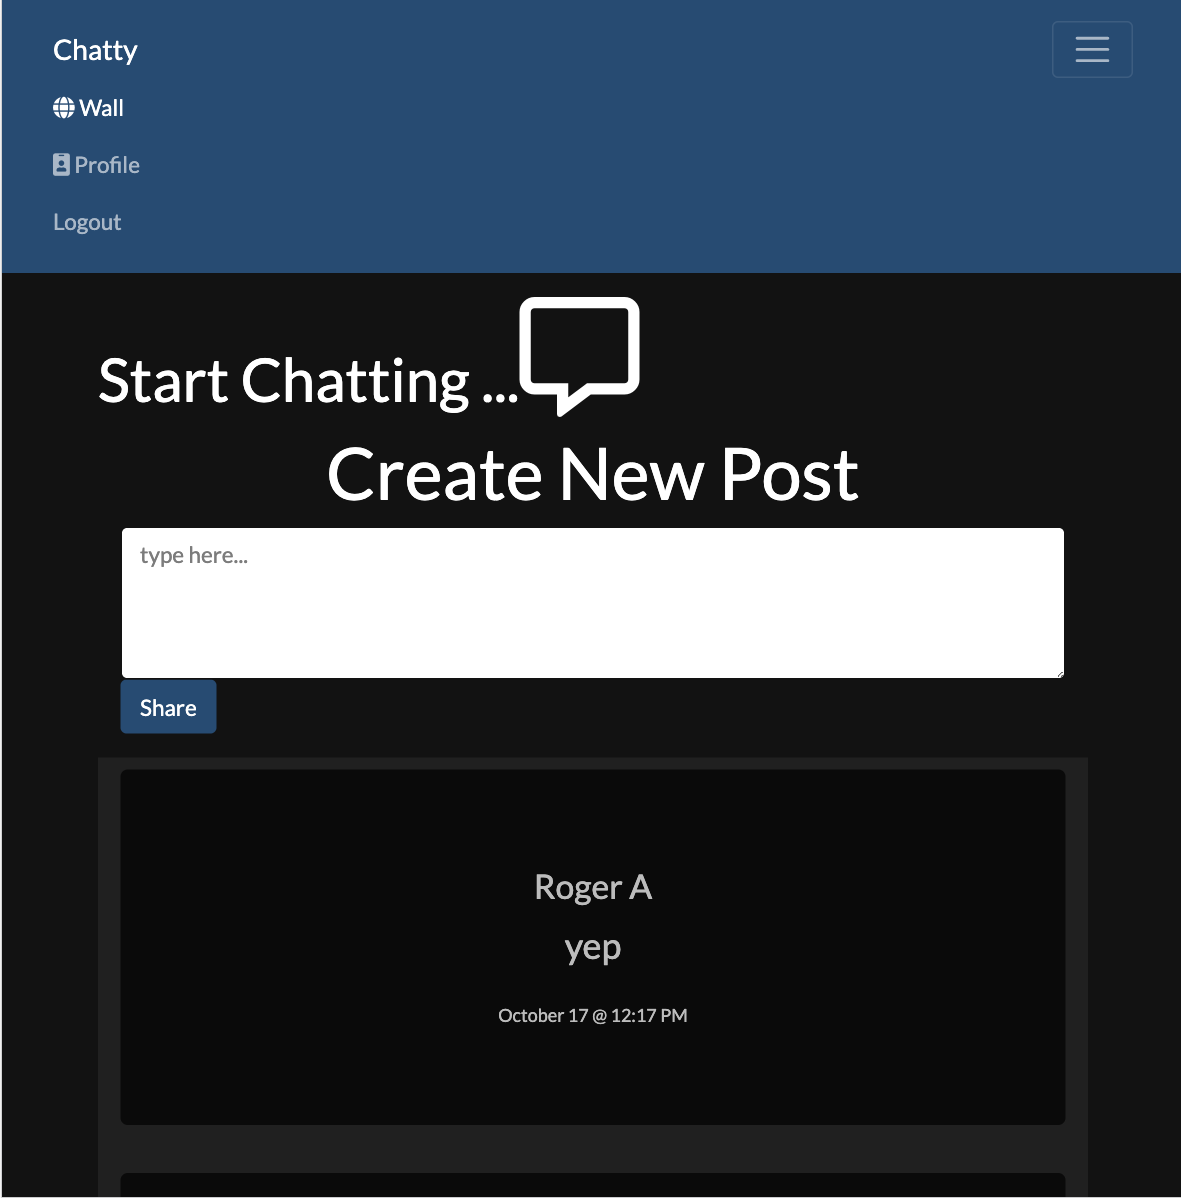 Chatty
Wall
Profile
Logout
Start Chatting ...
Create New Post
type here...
Share
Roger A
yep
October 17 @ 12:17 PM